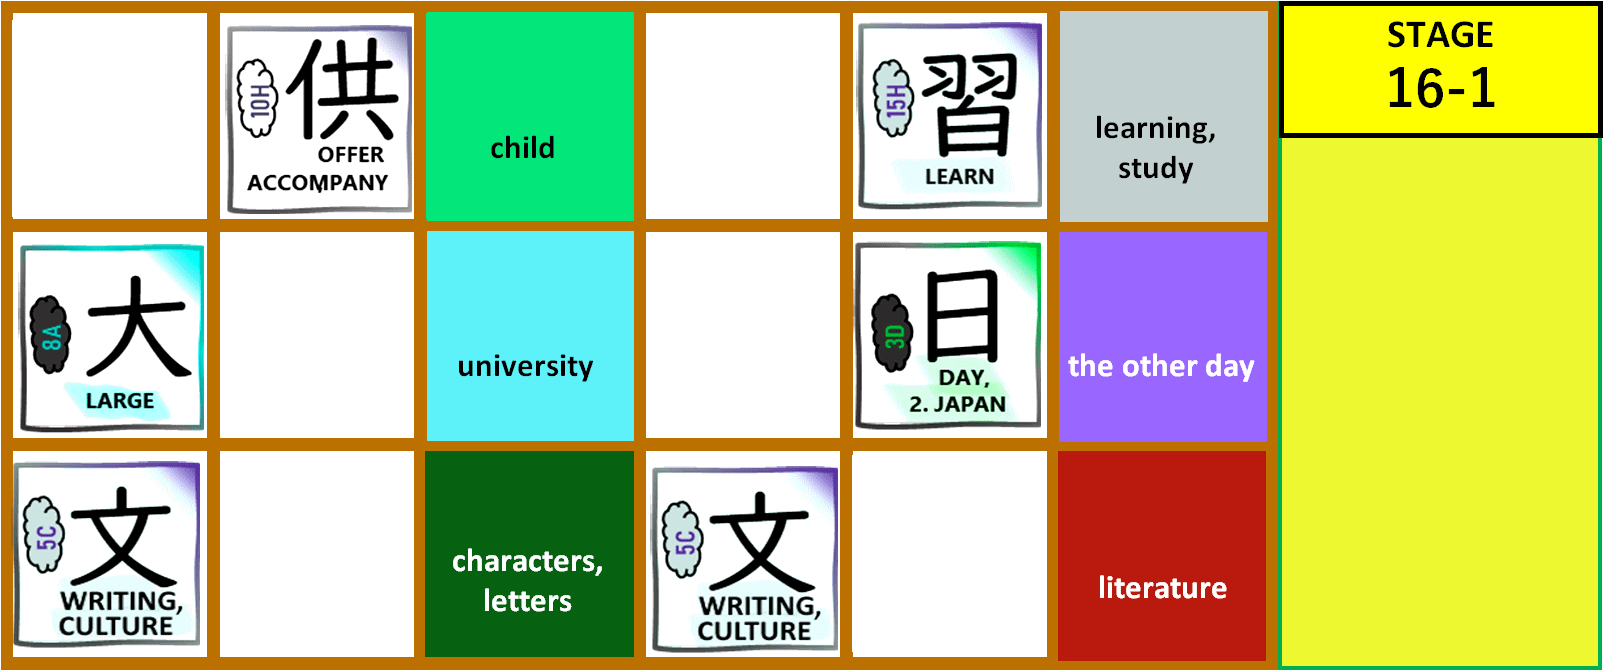 10H
供
OFFER
ACCOMPANY
child
15H
習
LEARN
learning,
study
STAGE
16-1
8A
大
LARGE
university
3D
日
DAY,
2. JAPAN
the other day
5C
文
WRITING,
CULTURE
characters,
letters
5C
文
WRITING,
CULTURE
literature